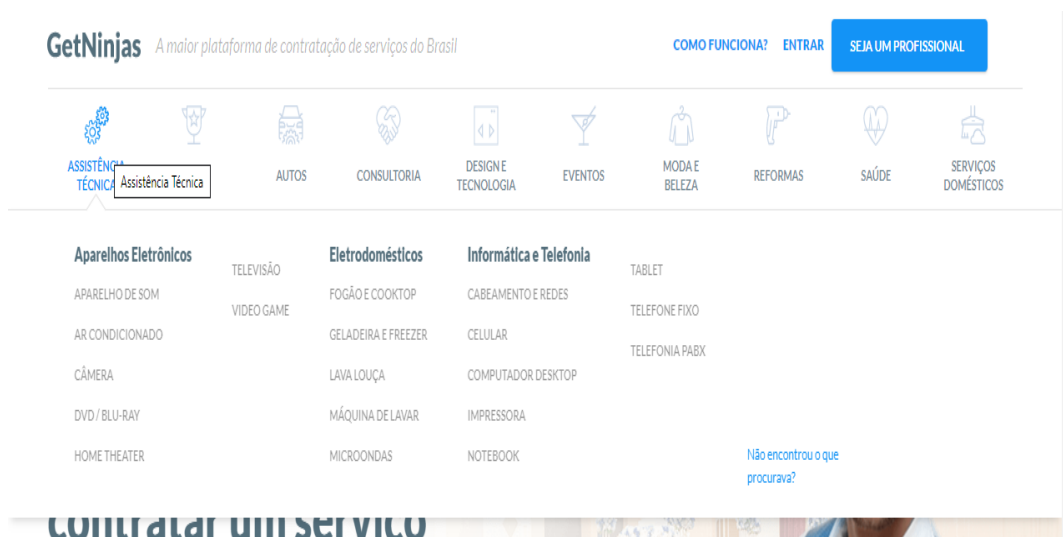 GetNinjas A maior plataforma de contratação de serviços do Brasil
COMO FUNCIONA? ENTRAR SEJA UM PROFISSIONAL
ASSISTÊNCIA
TÉCNICA
Assistência Técnica
AUTOS
CONSULTORIA
DESIGN E
TECNOLOGIA
EVENTOS
MODA E
BELEZA
REFORMAS
SAÚDE
SERVIÇOS
DOMÉSTICOS
Aparelhos Eletrônicos
APARELHO DE SOM
AR CONDICIONADO
CÂMERA
DVD / BLU-RAY
HOME THEATER
TELEVISÃO
VIDEO GAME
Eletrodomésticos
FOGÃO E COOKTOP
GELADEIRA E FREEZER
LAVA LOUÇA
MÁQUINA DE LAVAR
MICROONDAS
Informática e Telefonia
CABEAMENTO E REDES
CELULAR
COMPUTADOR DESKTOP
IMPRESSORA
NOTEBOOK
TABLET
TELEFONE FIXO
TELEFONIA PABX
Não encontrou o que
procurava?
contratar um serviço